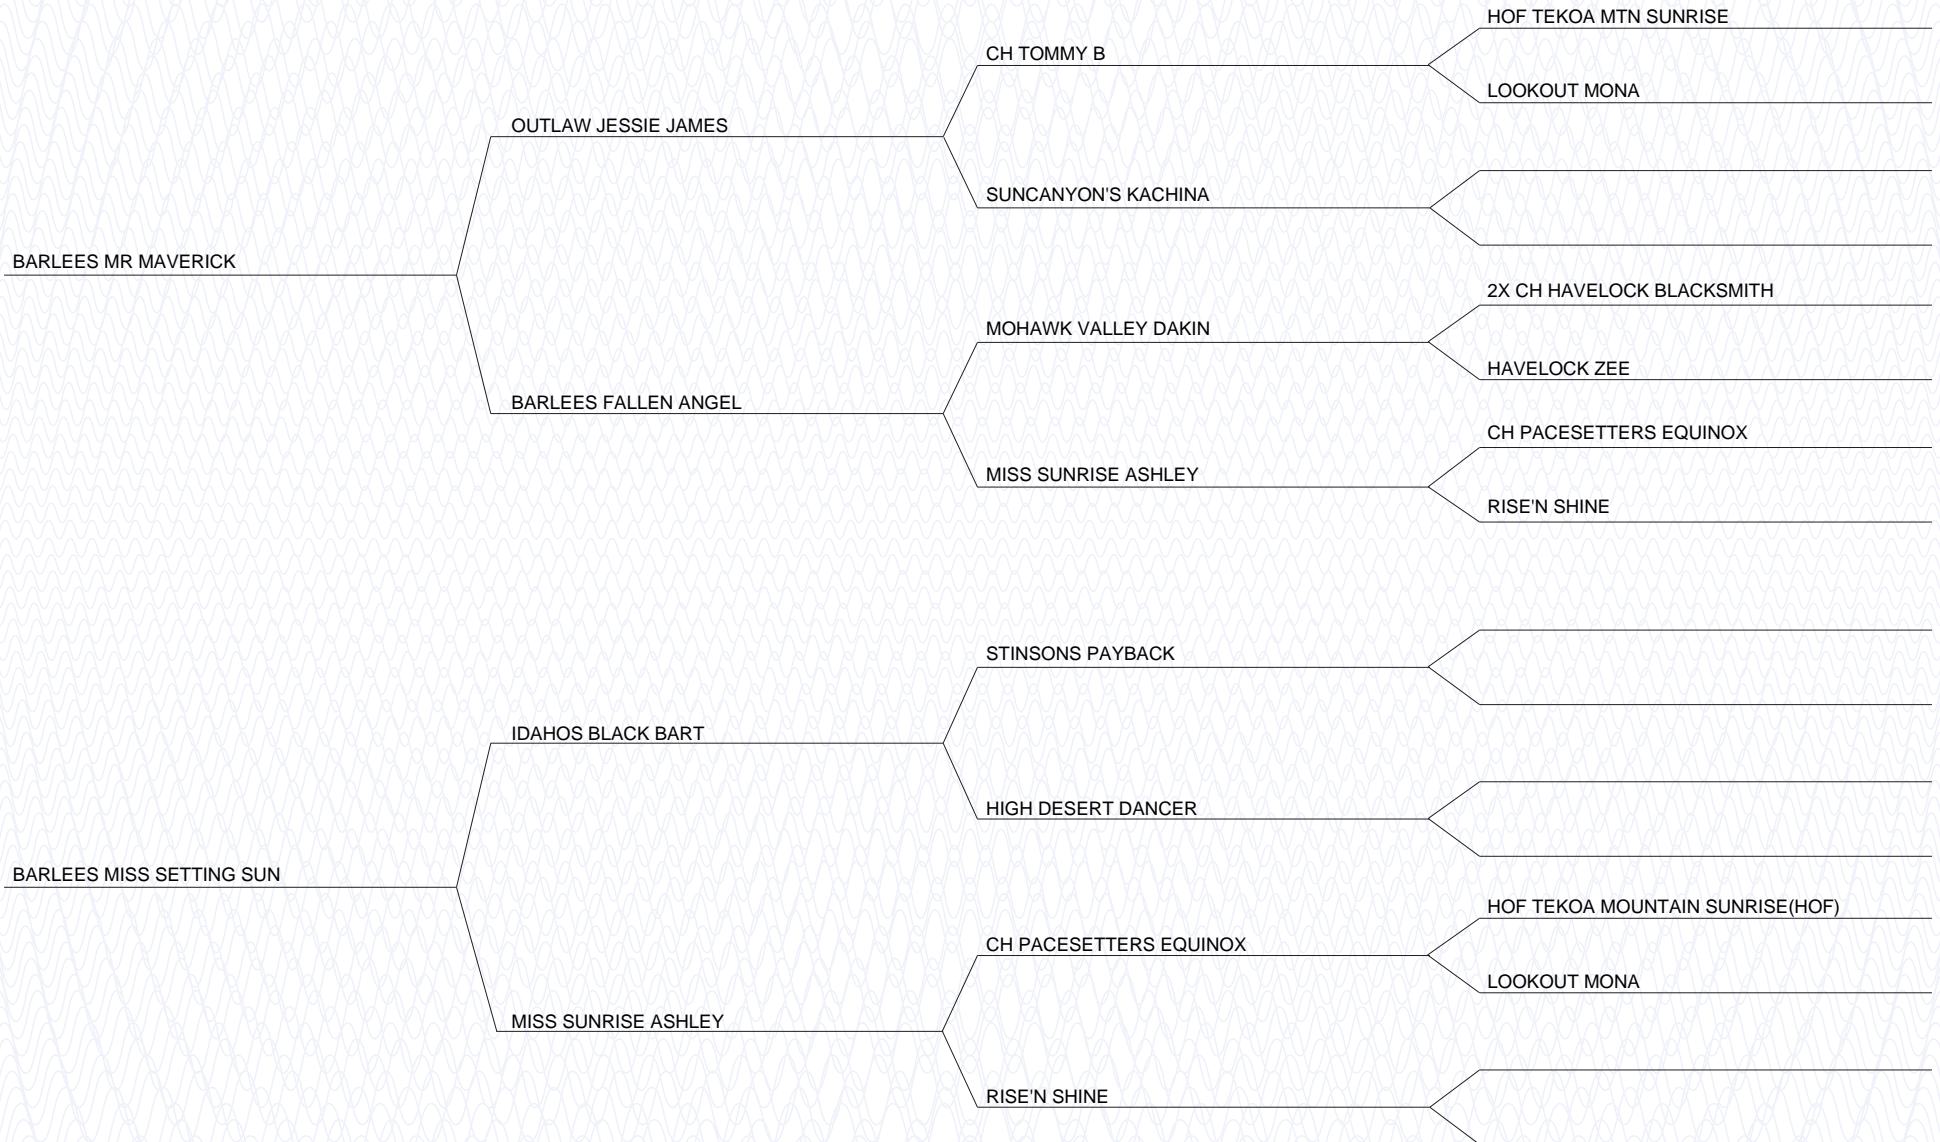 HOF TEKOA MTN SUNRISE
CH TOMMY B
LOOKOUT MONA
OUTLAW JESSIE JAMES
SUNCANYON'S KACHINA
BARLEES MR MAVERICK
2X CH HAVELOCK BLACKSMITH
MOHAWK VALLEY DAKIN
HAVELOCK ZEE
BARLEES FALLEN ANGEL
CH PACESETTERS EQUINOX
MISS SUNRISE ASHLEY
RISE'N SHINE
STINSONS PAYBACK
IDAHOS BLACK BART
HIGH DESERT DANCER
BARLEES MISS SETTING SUN
HOF TEKOA MOUNTAIN SUNRISE(HOF)
CH PACESETTERS EQUINOX
LOOKOUT MONA
MISS SUNRISE ASHLEY
RISE'N SHINE